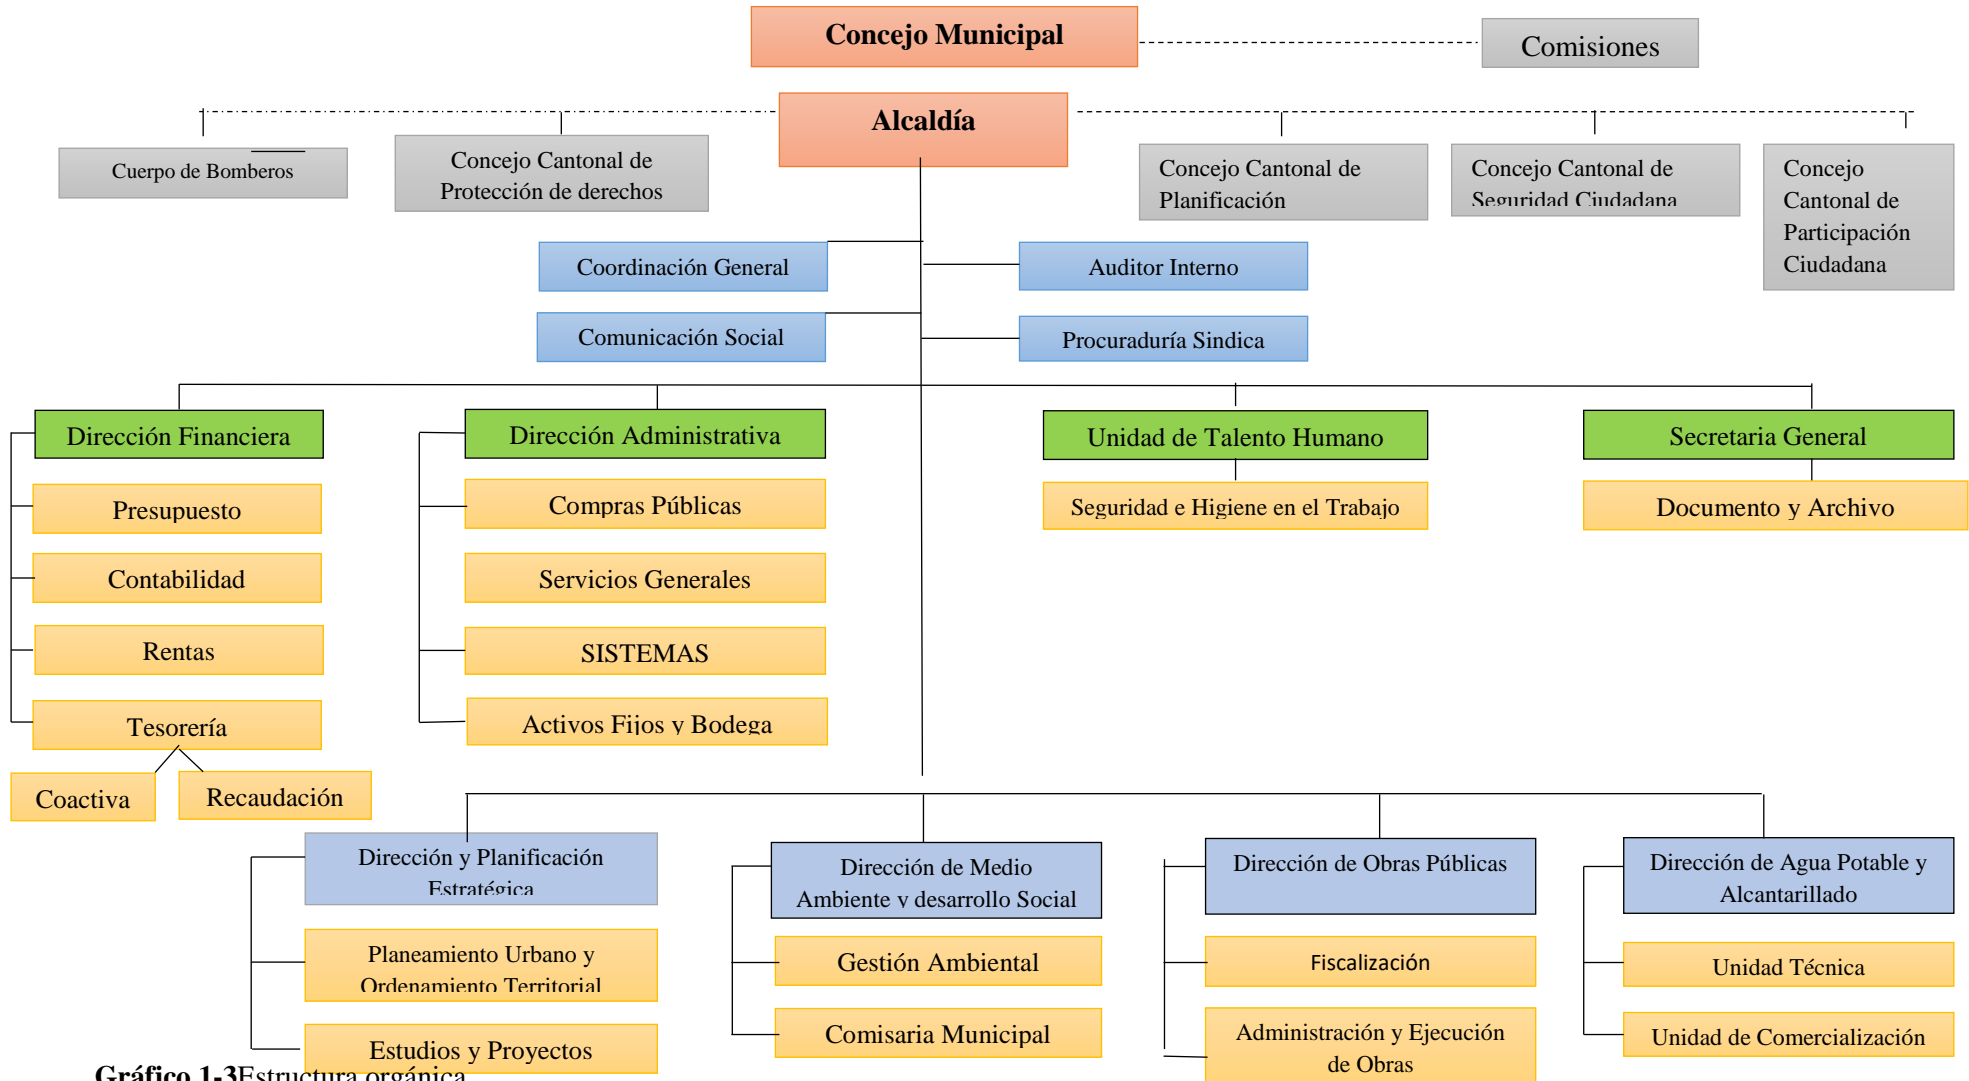 Concejo Municipal
Comisiones
Alcaldía
Cuerpo de Bomberos
Concejo Cantonal de
Protección de derechos
Concejo Cantonal de
Planificación
Concejo Cantonal de
Seguridad Ciudadana
Concejo
Cantonal de
Participación
Ciudadana
Coordinación General
Auditor Interno
Comunicación Social
Procuraduría Sindica
Dirección Financiera
Dirección Administrativa
Unidad de Talento Humano
Secretaria General
Presupuesto
Compras Públicas
Seguridad e Higiene en el Trabajo
Documento y Archivo
Contabilidad
Servicios Generales
Rentas
SISTEMAS
Tesorería
Activos Fijos y Bodega
Coactiva
Recaudación
Dirección y Planificación
Estratégica
Dirección de Medio
Ambiente y desarrollo Social
Dirección de Obras Públicas
Dirección de Agua Potable y
Alcantarillado
Planeamiento Urbano y
Ordenamiento Territorial
Gestión Ambiental
Fiscalización
Unidad Técnica
Estudios y Proyectos
Comisaria Municipal
Administración y Ejecución
de Obras
Unidad de Comercialización
Gráfico 1-3Estructura orgánica